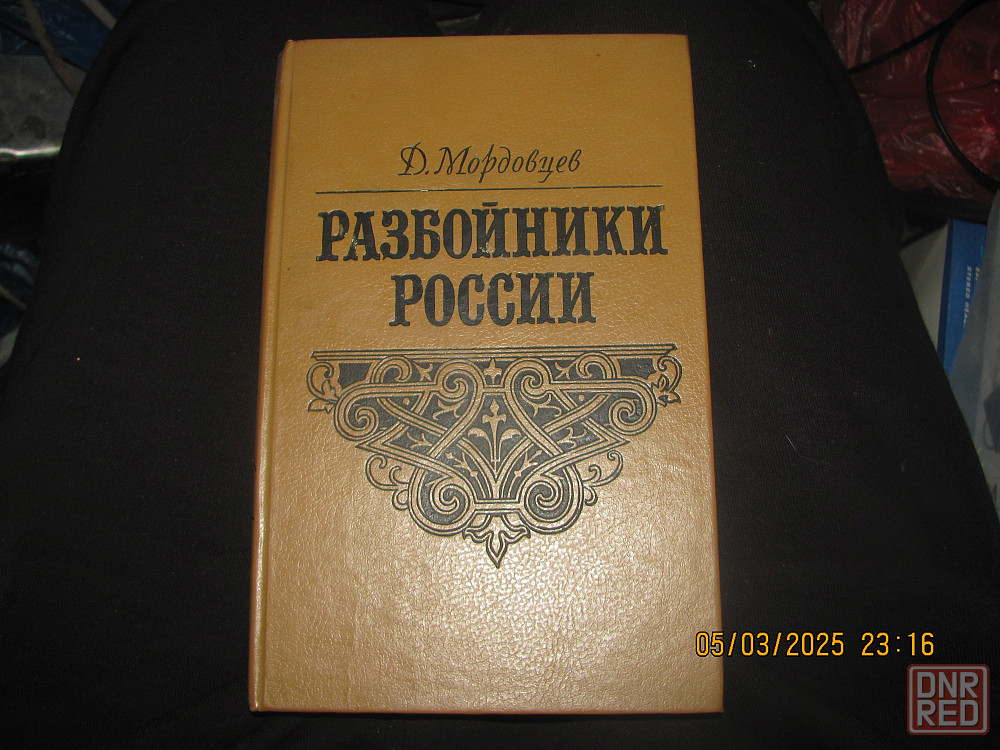 Д. Мордовцев
РАЗБОЙНИКИ
РОССИИ
05/03/2025 23:16
DNR
RED